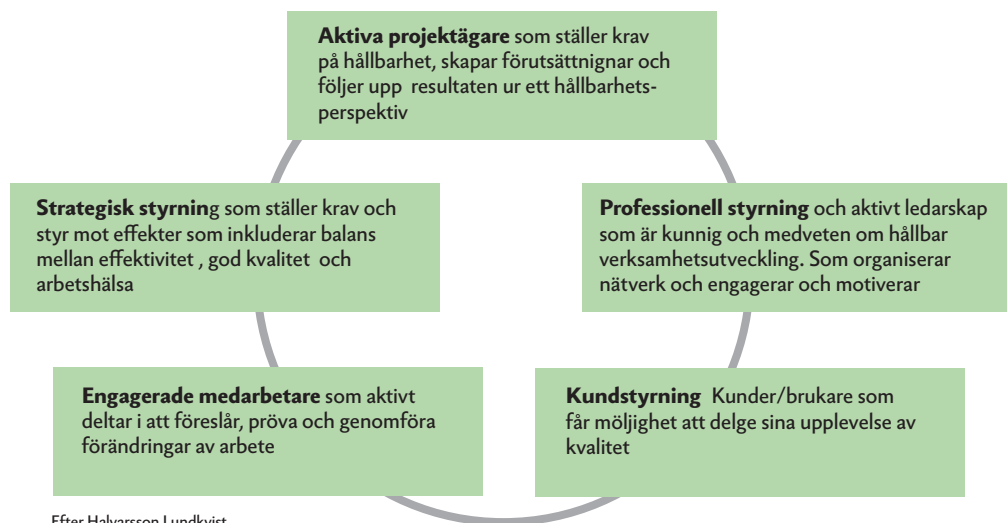 Aktiva projektägare som ställer krav
på hållbarhet, skapar förutsättnignar och
följer upp resultaten ur ett hållbarhets-
perspektiv
Strategisk styrning som ställer krav och
styr mot effekter som inkluderar balans
mellan effektivitet , god kvalitet och
arbetshälsa
Professionell styrning och aktivt ledarskap
som är kunnig och medveten om hållbar
verksamhetsutveckling. Som organiserar
nätverk och engagerar och motiverar
Engagerade medarbetare som aktivt
deltar i att föreslår, pröva och genomföra
förändringar av arbete
Kundstyrning Kunder/brukare som
får möljighet att delge sina upplevelse av
kvalitet
Efter Halvarsson Lundkvist